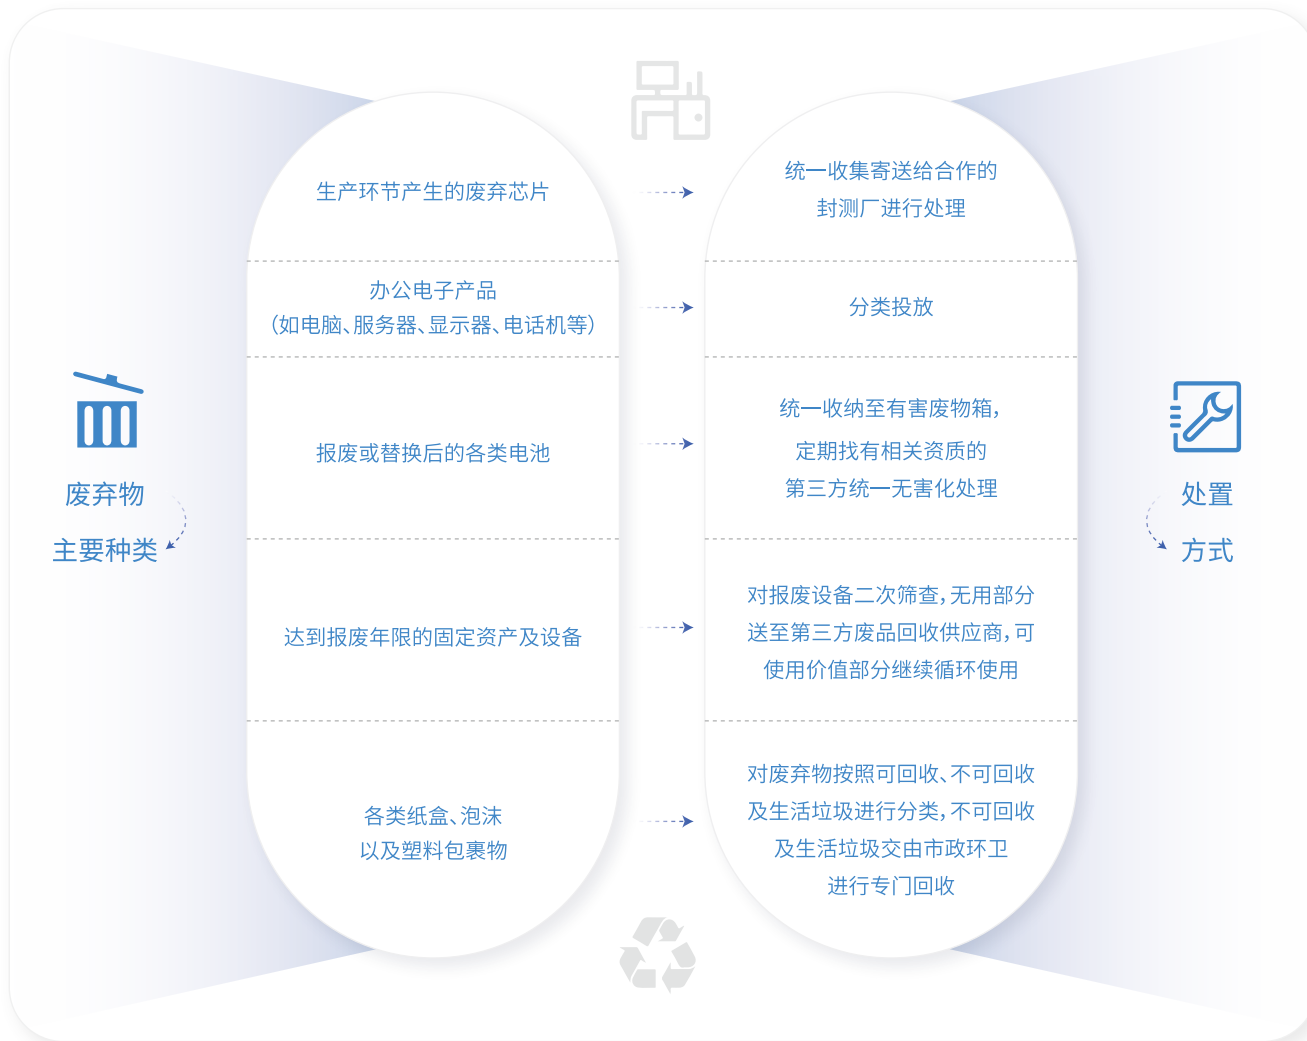 废弃物
主要种类
生产环节产生的废弃芯片
统一收集寄送给合作的
封测厂进行处理
办公电子产品
（如电脑、服务器、显示器、电话机等）
分类投放
报废或替换后的各类电池
统一收纳至有害废物箱，
定期找有相关资质的
第三方统一无害化处理
达到报废年限的固定资产及设备
对报废设备二次筛查，无用部分
送至第三方废品回收供应商，可
使用价值部分继续循环使用
各类纸盒、泡沫
以及塑料包裹物
对废弃物按照可回收、不可回收
及生活垃圾进行分类，不可回收
及生活垃圾交由市政环卫
进行专门回收
处置
方式